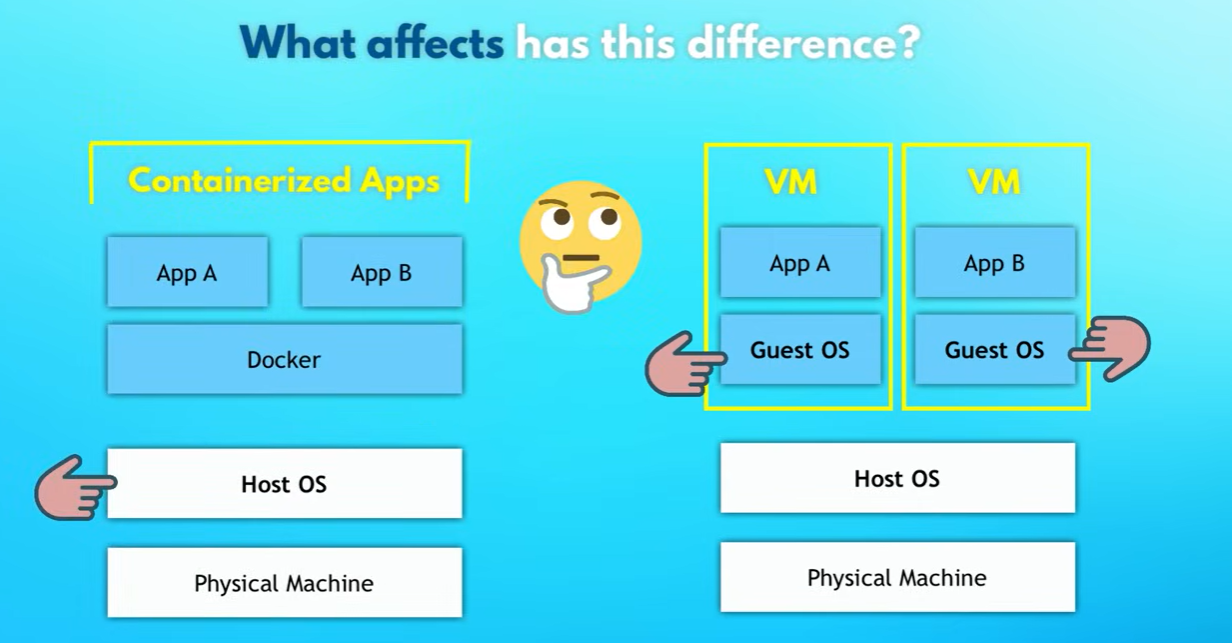 What affects has this difference?
Containerized Apps
App A
App B
Docker
Host OS
Physical Machine
VM
VM
App A
App B
Guest OS
Guest OS
Host OS
Physical Machine